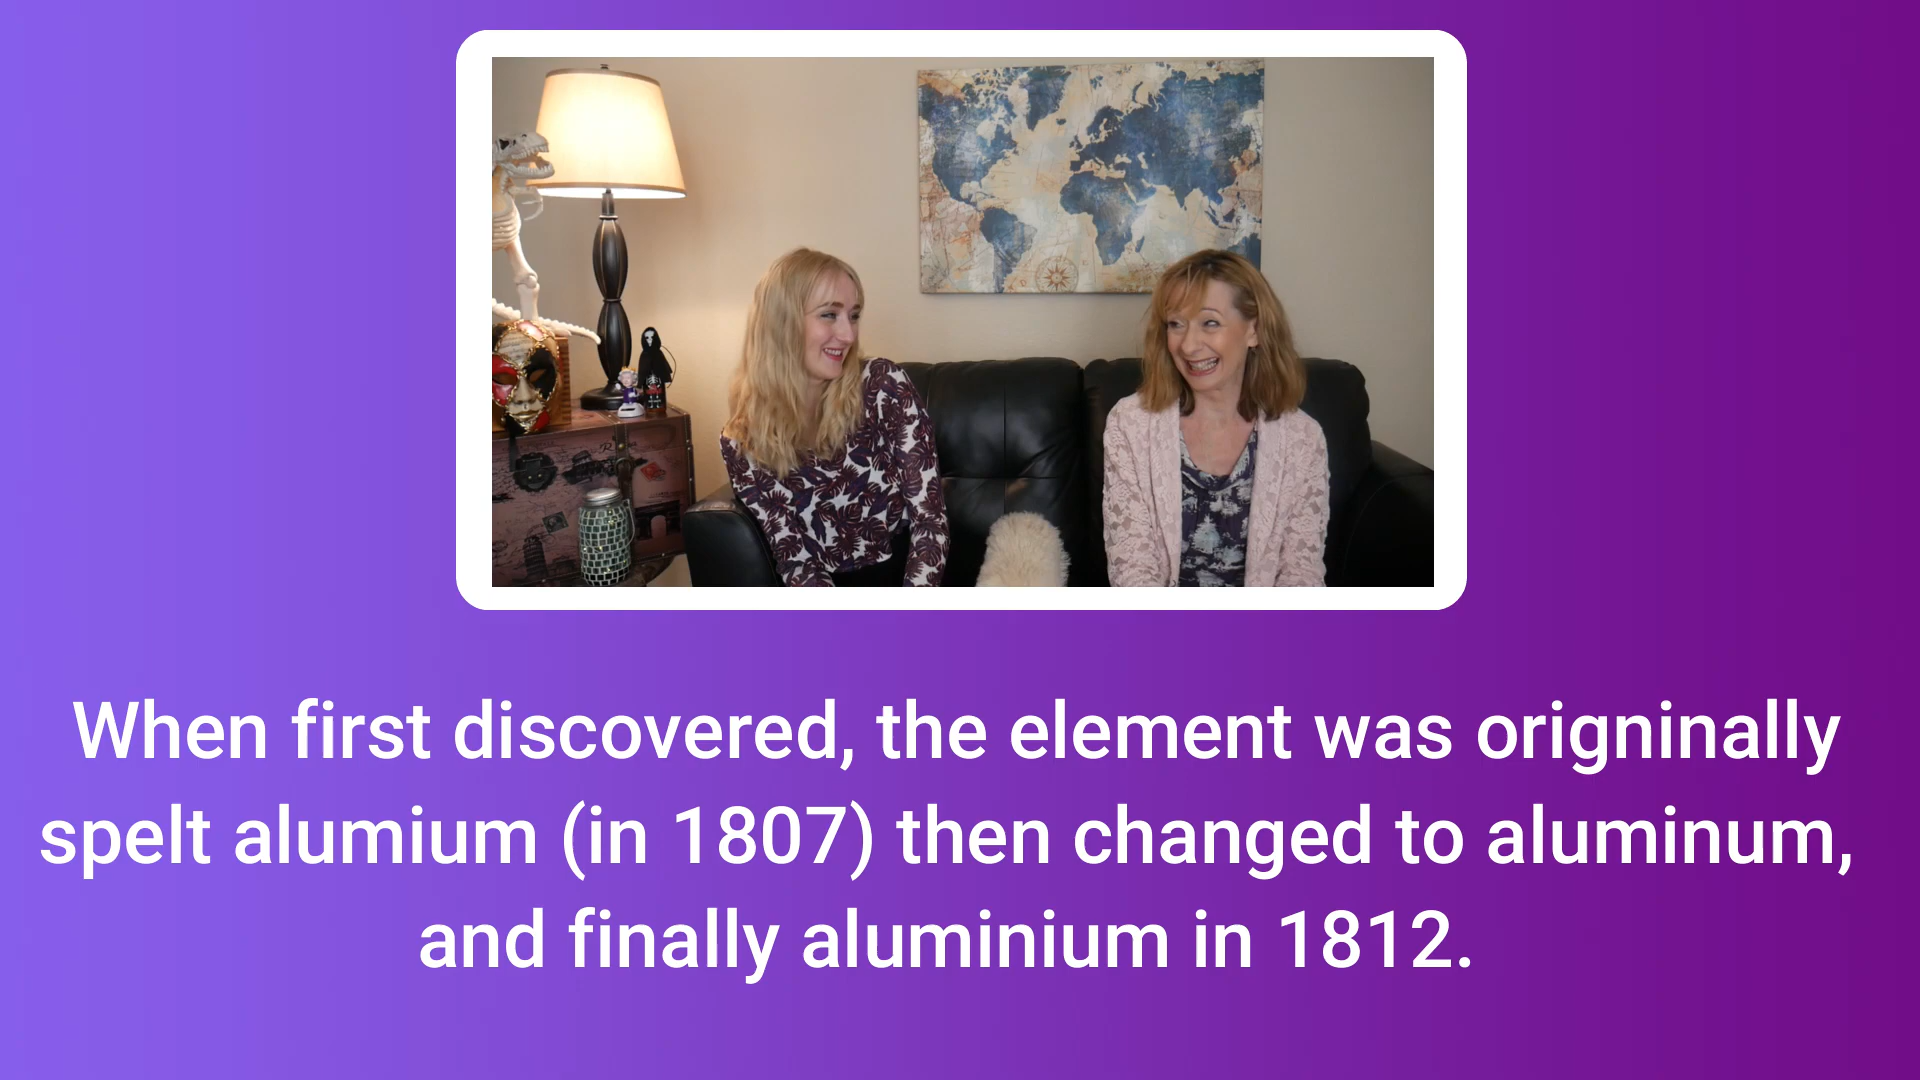 When first discovered, the element was origninally
spelt alumium (in 1807) then changed to aluminum,
and finally aluminium in 1812.